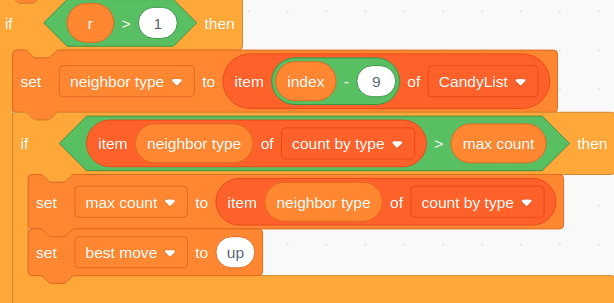 if r > 1 then
set neighbor type to item index - 9 of CandyList
if item neighbor type of count by type > max count then
set max count to item neighbor type of count by type
set best move to up